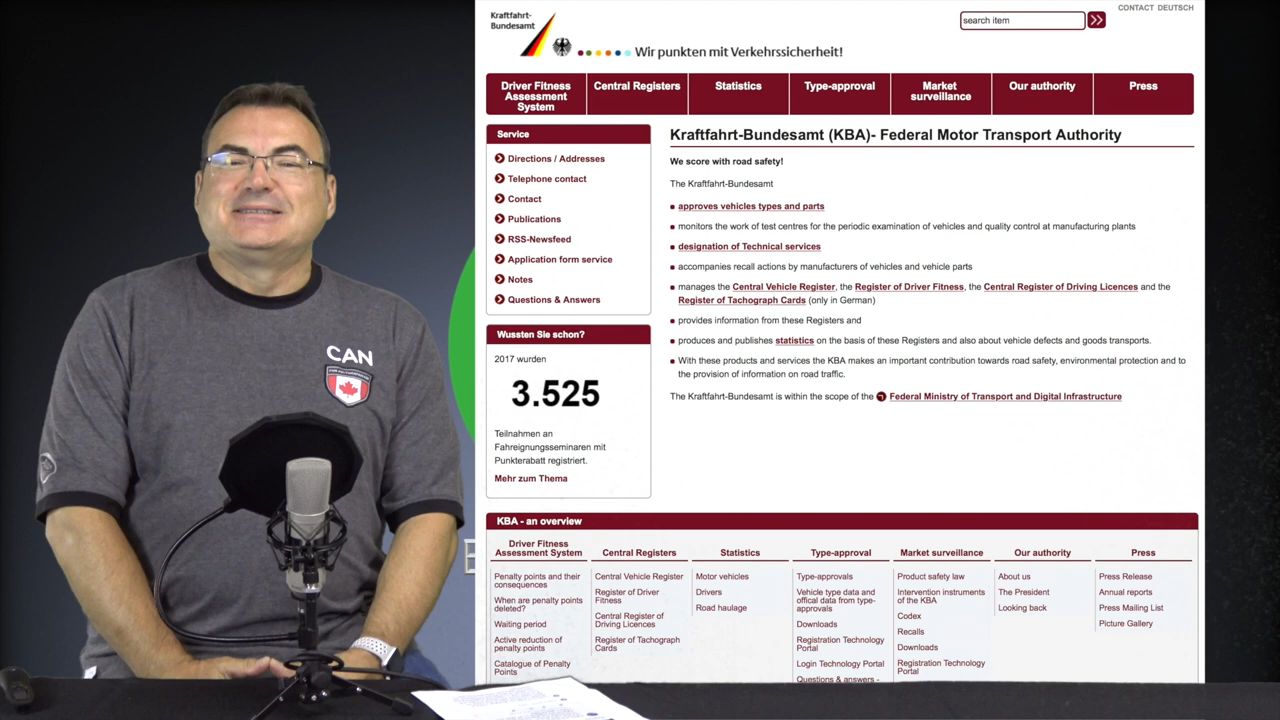 CAN
Kraftfahrt-
Bundesamt
Wir punkten mit Verkehrssicherheit!
search item
CONTACT DEUTSCH
Driver Fitness
Assessment
System
Central Registers
Statistics
Type-approval
Market
surveillance
Our authority
Press
Service
Directions / Addresses
Telephone contact
Contact
Publications
RSS-Newsfeed
Application form service
Notes
Questions & Answers
Wussten Sie schon?
2017 wurden
3.525
Teilnahmen an
Fahreignungsseminaren mit
Punkterabatt registriert.
Mehr zum Thema
Kraftfahrt-Bundesamt (KBA)- Federal Motor Transport Authority
We score with road safety!
The Kraftfahrt-Bundesamt
approves vehicles types and parts
monitors the work of test centres for the periodic examination of vehicles and quality control at manufacturing plants
designation of Technical services
accompanies recall actions by manufacturers of vehicles and vehicle parts
manages the Central Vehicle Register, the Register of Driver Fitness, the Central Register of Driving Licences and the
Register of Tachograph Cards (only in German)
provides information from these Registers and
produces and publishes statistics on the basis of these Registers and also about vehicle defects and goods transports.
With these products and services the KBA makes an important contribution towards road safety, environmental protection and to
the provision of information on road traffic.
The Kraftfahrt-Bundesamt is within the scope of the Federal Ministry of Transport and Digital Infrastructure
KBA - an overview
Driver Fitness
Assessment System
Penalty points and their
consequences
When are penalty points
deleted?
Waiting period
Active reduction of
penalty points
Catalogue of Penalty
Points
Central Registers
Central Vehicle Register
Register of Driver
Fitness
Central Register of
Driving Licences
Register of Tachograph
Cards
Statistics
Motor vehicles
Drivers
Road haulage
Type-approval
Type-approvals
Vehicle type data and
offical data from type-
approvals
Downloads
Registration Technology
Portal
Login Technology Portal
Questions & answers -
Market surveillance
Product safety law
Intervention instruments
of the KBA
Codex
Recalls
Downloads
Registration Technology
Portal
Our authority
About us
The President
Looking back
Press
Press Release
Annual reports
Press Mailing List
Picture Gallery